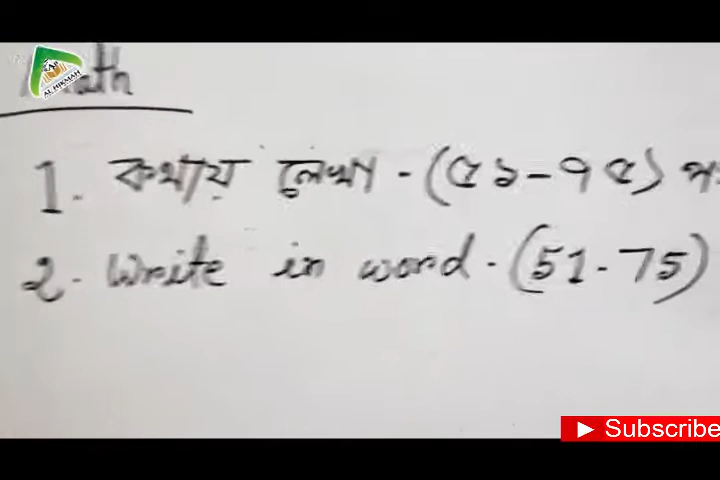 Math
AL HIKMAH
1. কথায় লেখা - (৫১-৭৫)
2. Write in word. (51-75)
Subscribe